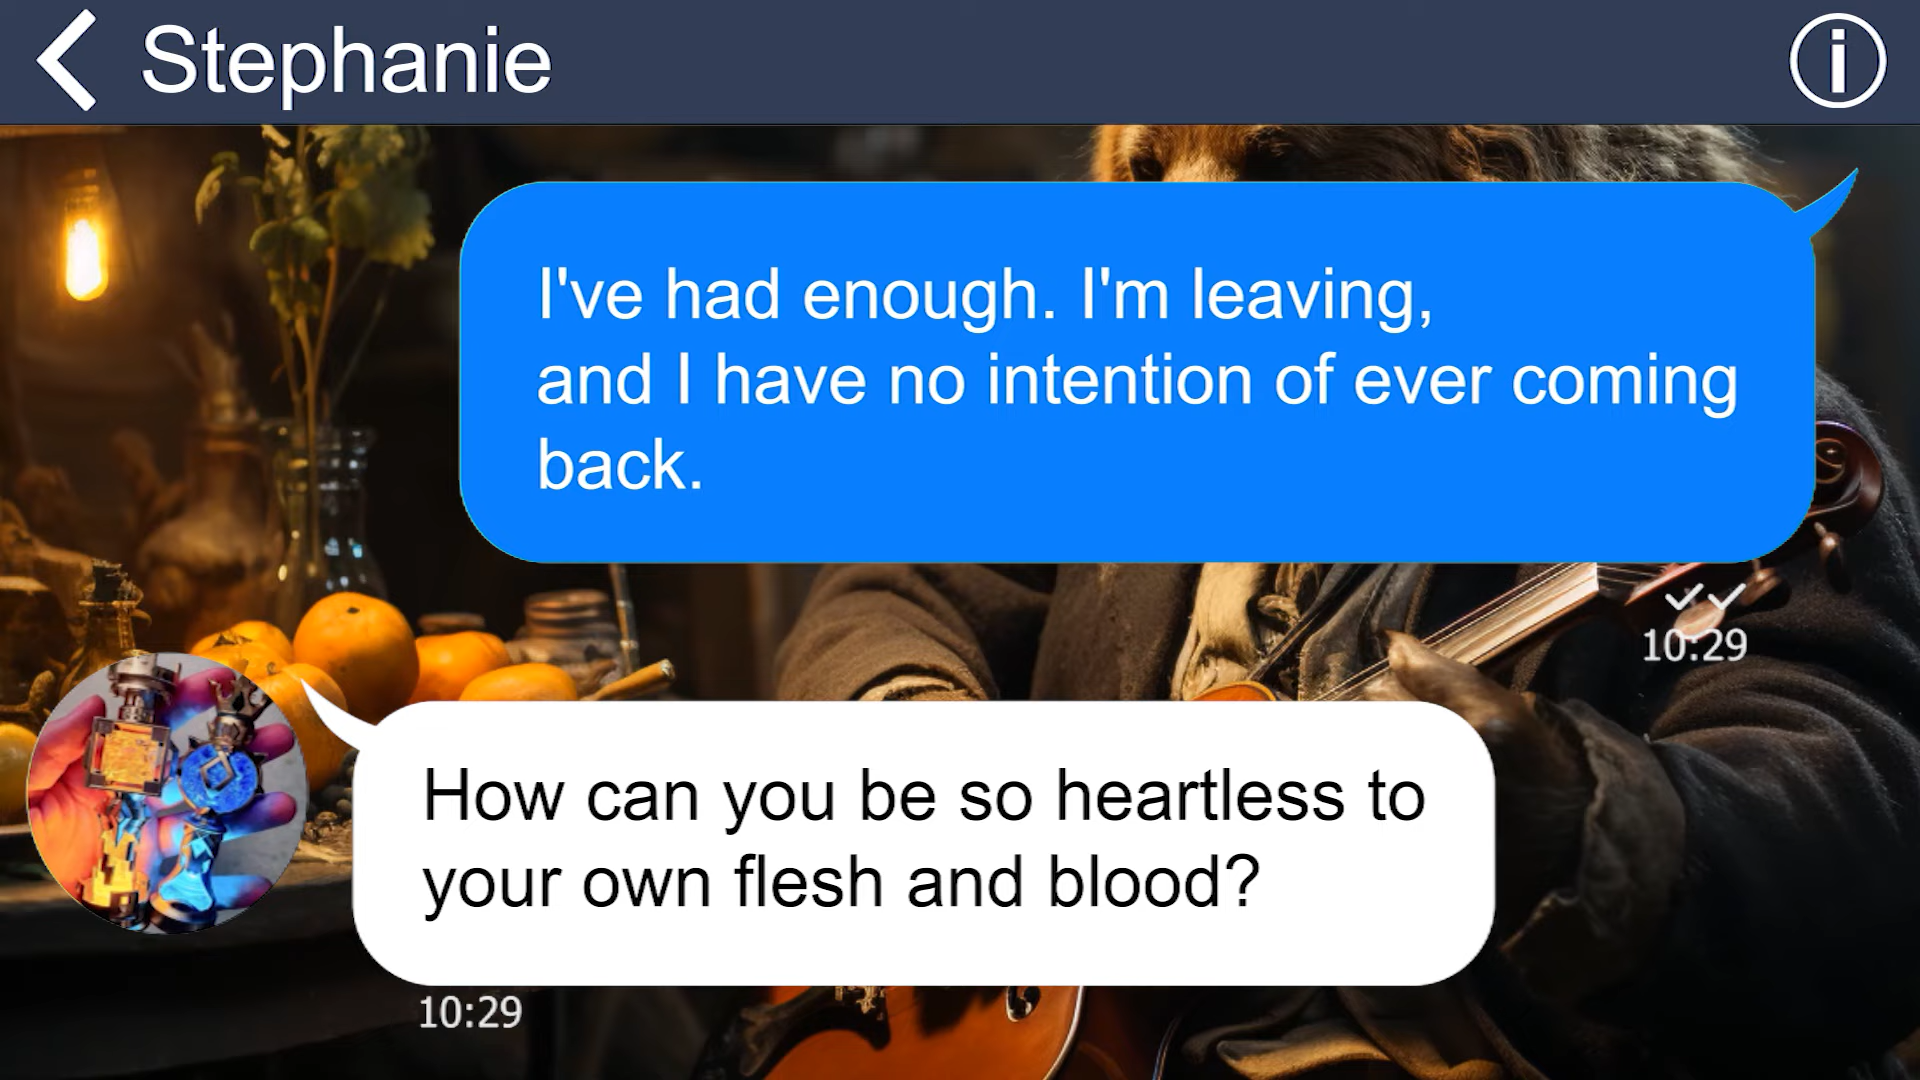 Stephanie
I've had enough. I'm leaving,
and I have no intention of ever coming
back.
10:29
How can you be so heartless to
your own flesh and blood?
10:29